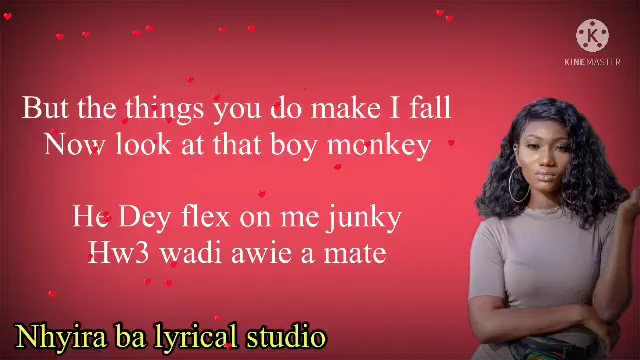 KINEMASTER
But the things you do make I fall
Now look at that boy monkey
He Dey flex on me junky
Hw3 wadi awie a mate
Nhyira ba lyrical studio